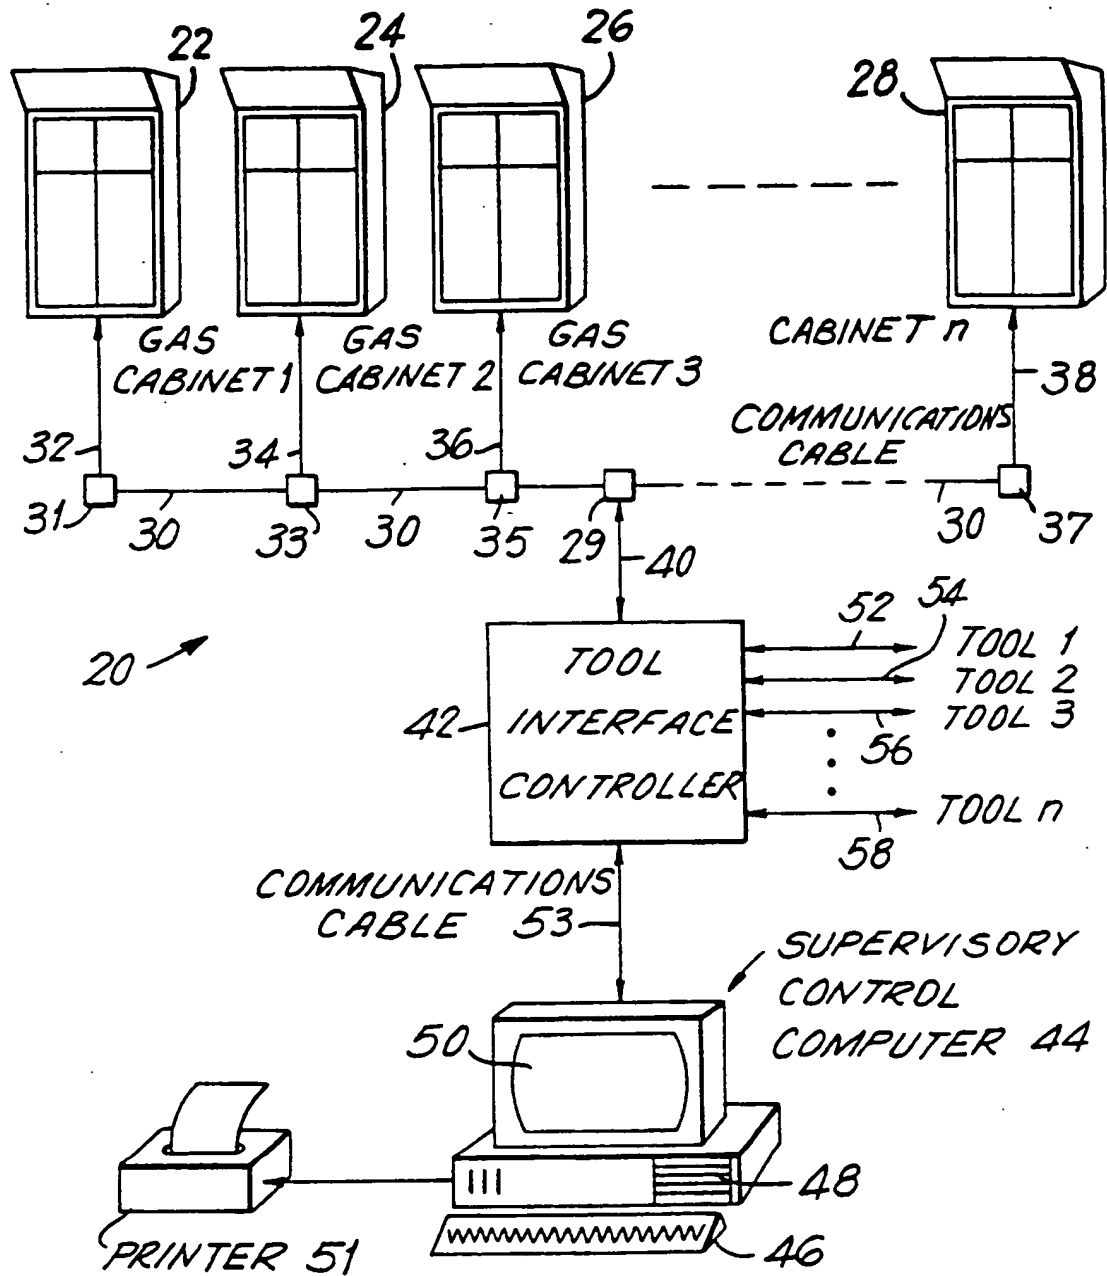 22
24
26
28
GAS
CABINET 1
GAS
CABINET 2
GAS
CABINET 3
CABINET n
32
34
36
38
COMMUNICATIONS
CABLE
31
30
33
30
35
29
30
37
40
20
42
TOOL
INTERFACE
CONTROLLER
52
54
TOOL 1
TOOL 2
56
TOOL 3
58
TOOL n
COMMUNICATIONS
CABLE
53
SUPERVISORY
CONTROL
COMPUTER 44
50
48
46
PRINTER 51